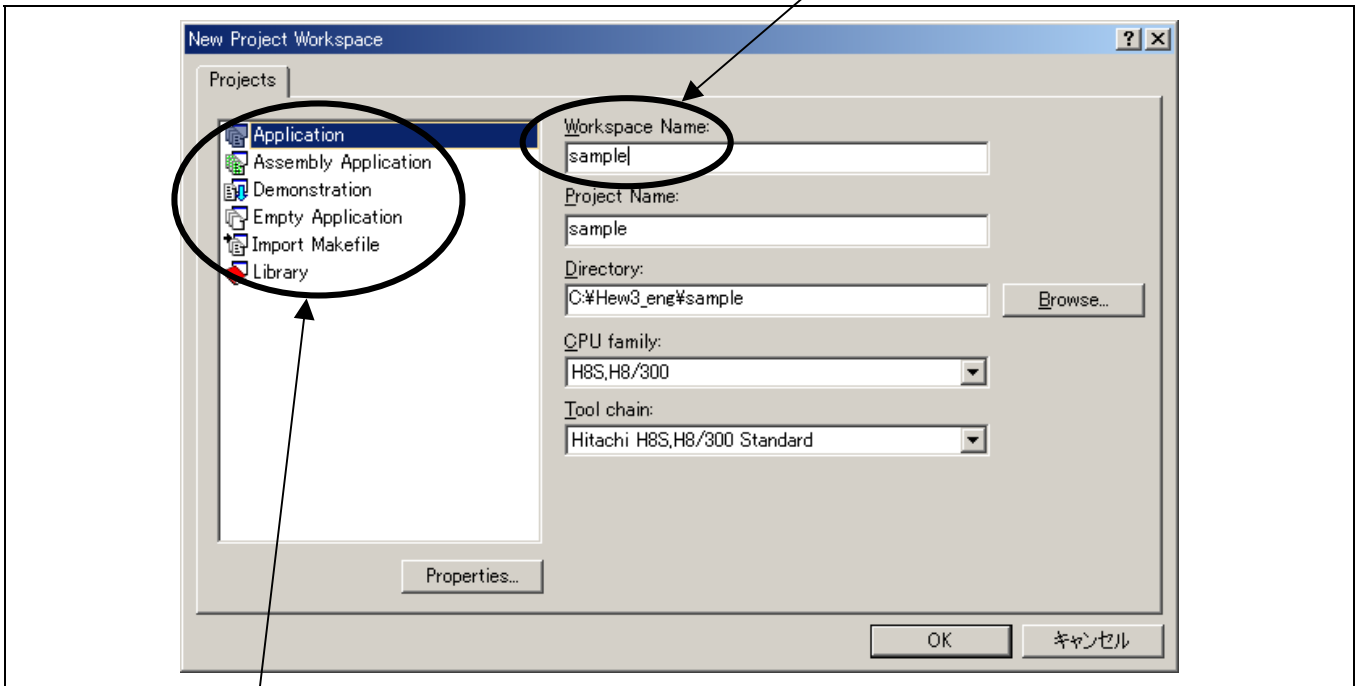 New Project Workspace
Projects
Application
Assembly Application
Demonstration
Empty Application
Import Makefile
Library
Properties...
Workspace Name:
sample
Project Name:
sample
Directory:
C:¥Hew3_eng¥sample
Browse...
CPU family:
H8S,H8/300
Tool chain:
Hitachi H8S,H8/300 Standard
OK
キャンセル